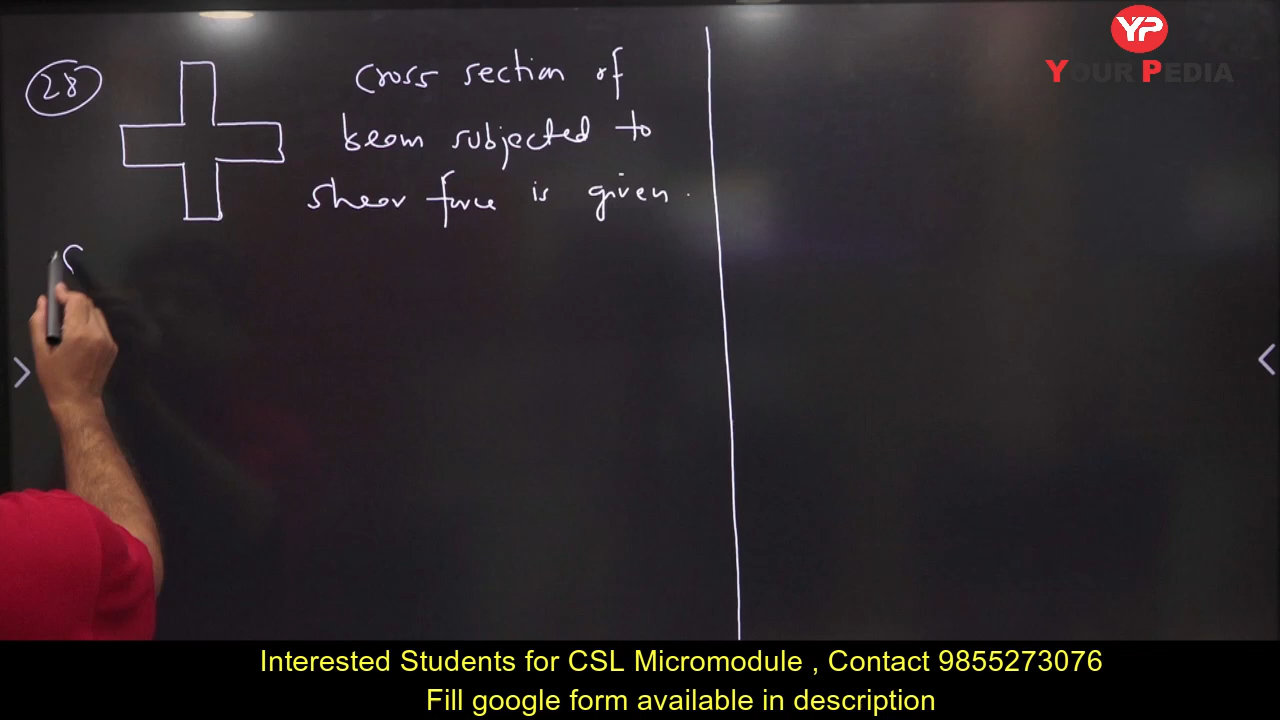 28
Cross section of
beam subjected to
shear force is given.
YP
YOUR PEDIA
Interested Students for CSL Micromodule , Contact 9855273076
Fill google form available in description